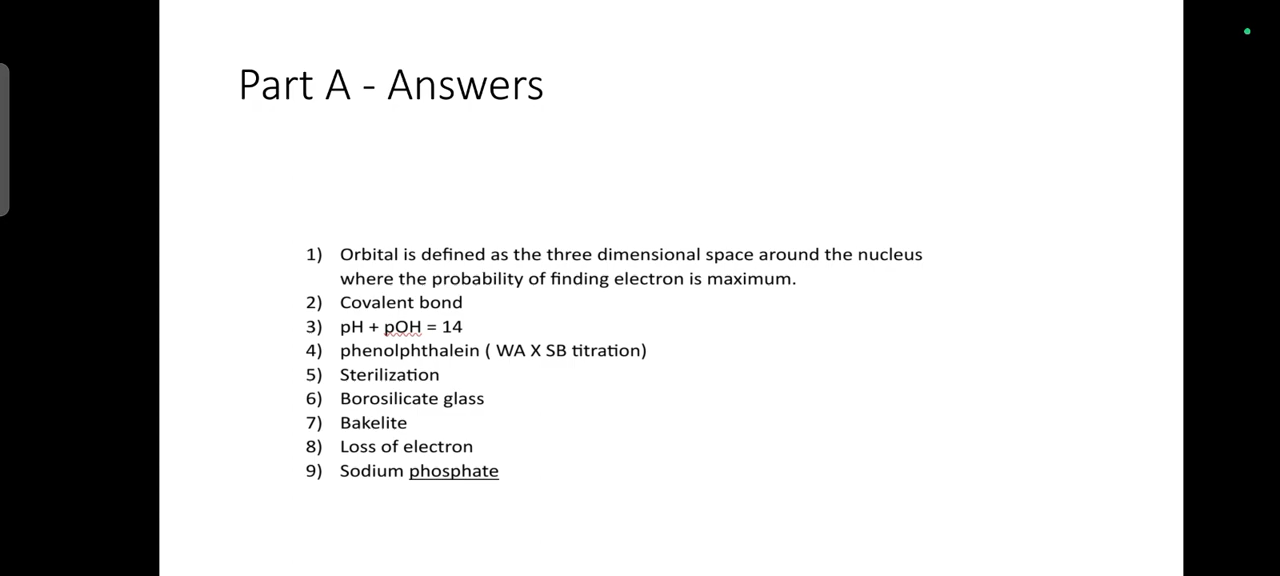 Part A - Answers
1) Orbital is defined as the three dimensional space around the nucleus
where the probability of finding electron is maximum.
2) Covalent bond
3) pH + pOH = 14
4) phenolphthalein ( WA X SB titration)
5) Sterilization
6) Borosilicate glass
7) Bakelite
8) Loss of electron
9) Sodium phosphate